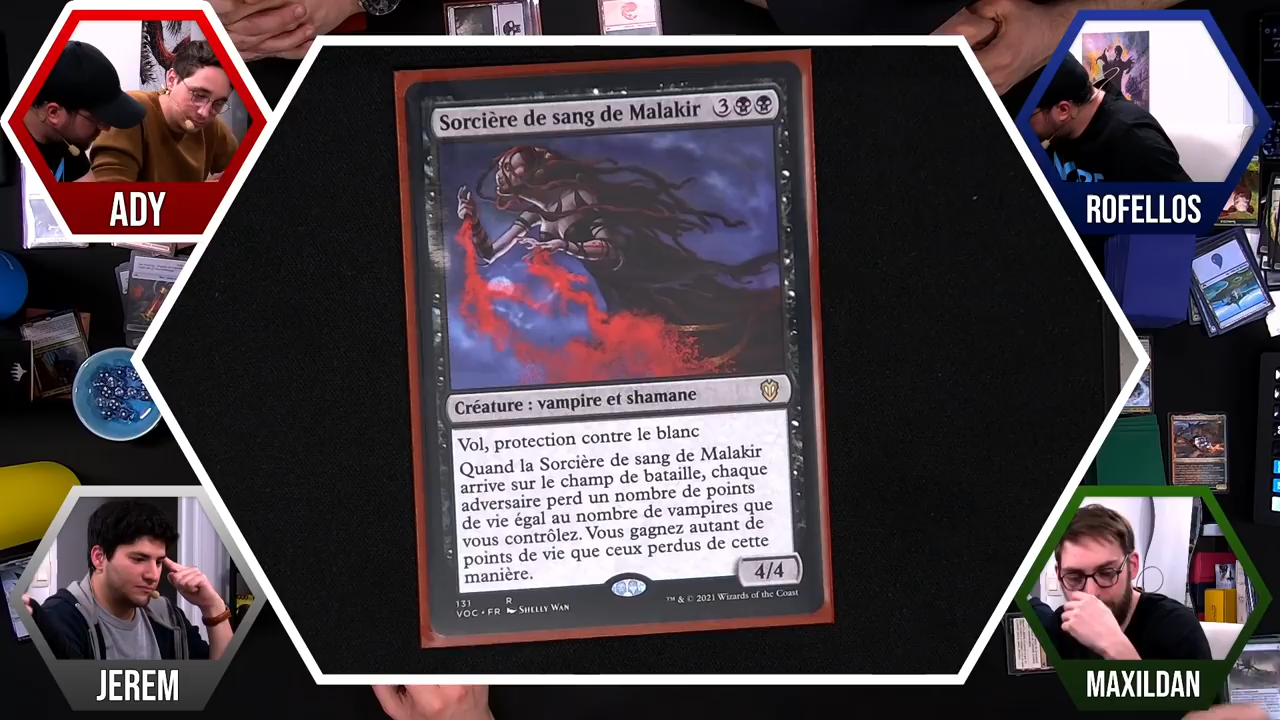 ADY
ROFELLOS
Sorcière de sang de Malakir 3
Créature : vampire et shamane
Vol, protection contre le blanc
Quand la Sorcière de sang de Malakir
arrive sur le champ de bataille, chaque
adversaire perd un nombre de points
de vie égal au nombre de vampires que
vous contrôlez. Vous gagnez autant de
points de vie que ceux perdus de cette
manière.
4/4
131 R
VOC • FR SHELLY WAN
™ & © 2021 Wizards of the Coast
JEREM
MAXILDAN